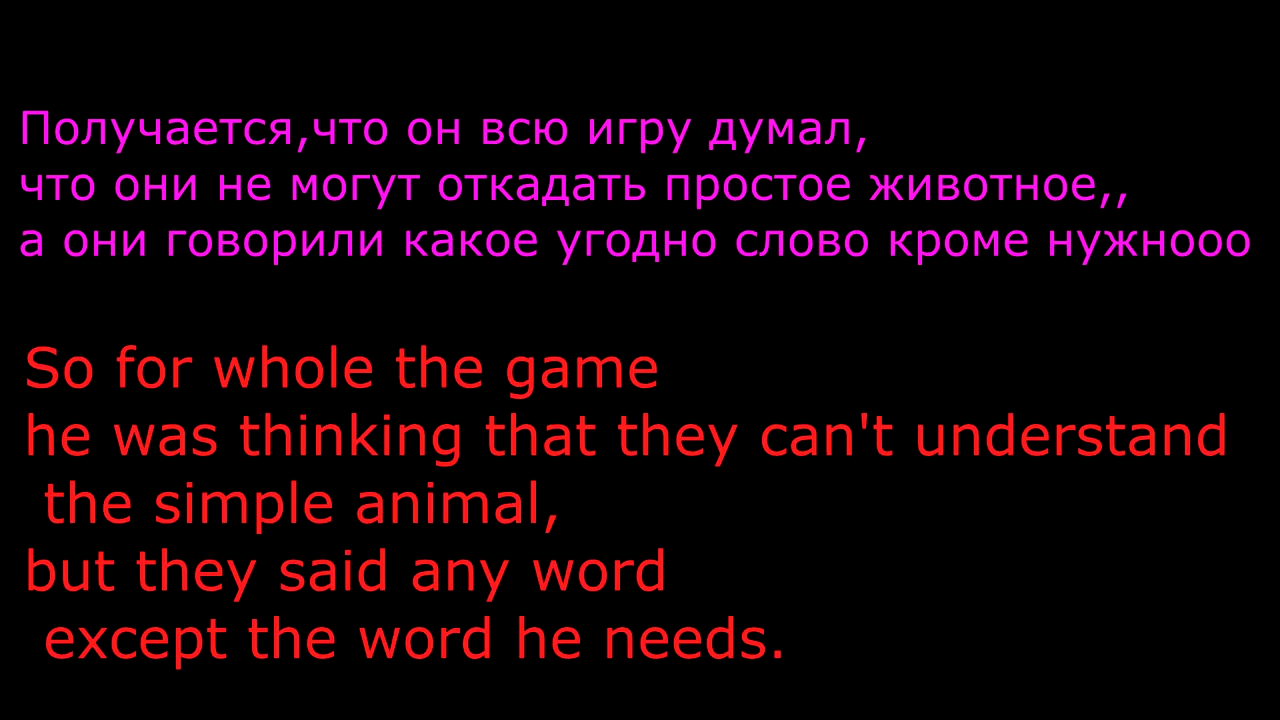 Получается,что он всю игру думал,
что они не могут откадать простое животное,,
а они говорили какое угодно слово кроме нужнооо
So for whole the game
he was thinking that they can't understand
the simple animal,
but they said any word
except the word he needs.